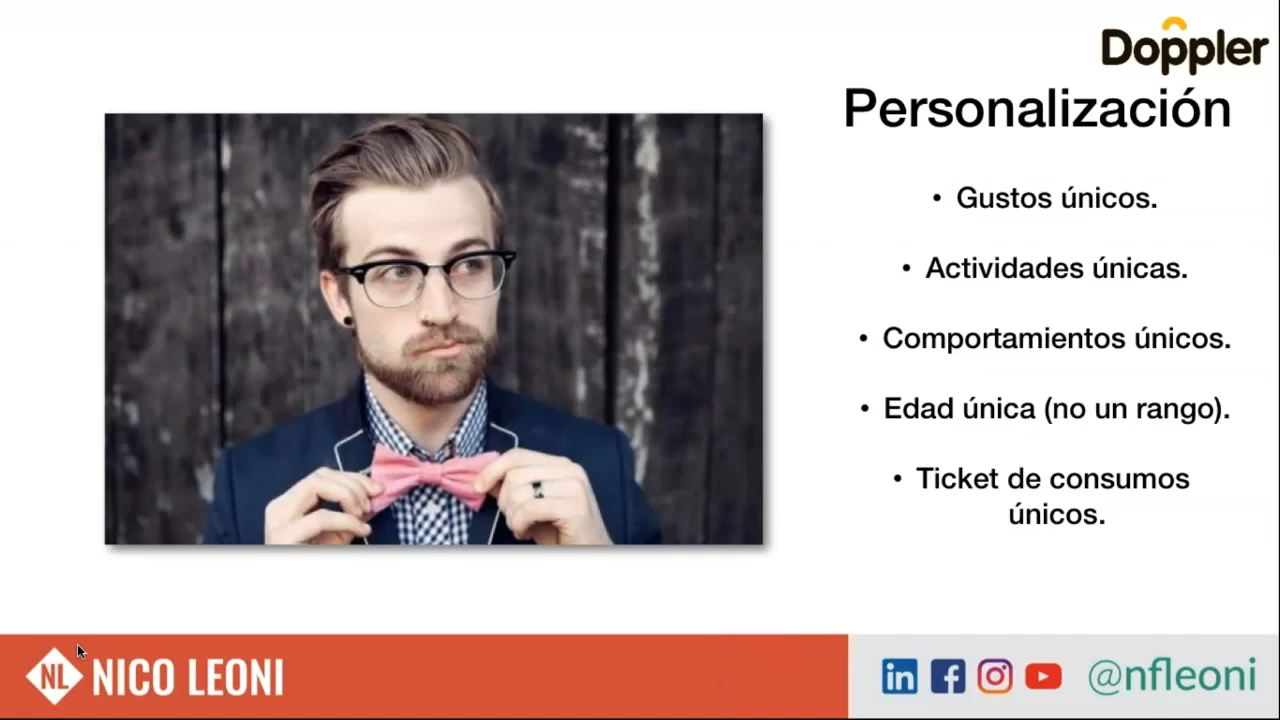 Doppler
Personalización
• Gustos únicos.
• Actividades únicas.
• Comportamientos únicos.
• Edad única (no un rango).
• Ticket de consumos
únicos.
NL NICO LEONI
in f @nfleoni